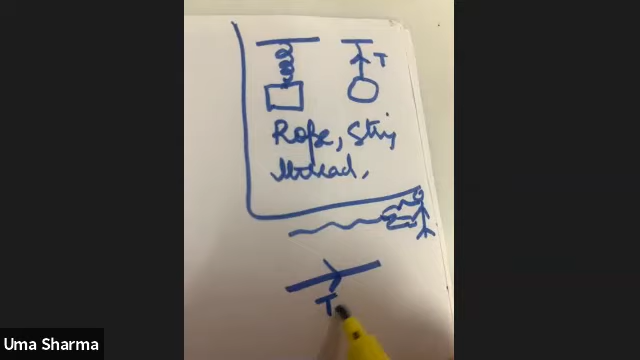 T
Rope, String
thread,
T
Uma Sharma